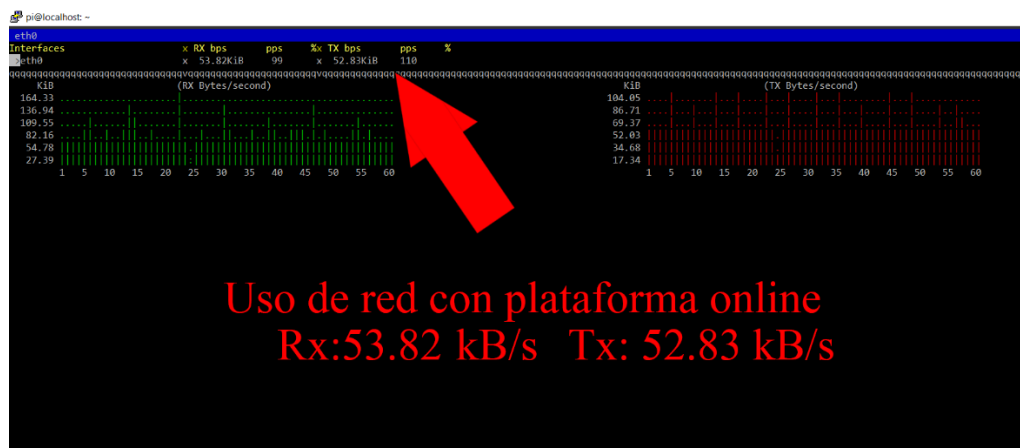 pi@localhost: ~
eth0
Interfaces x RX bps pps %x TX bps pps %
>eth0 x 53.82KiB 99 x 52.83KiB 110
KiB (RX Bytes/second) KiB (TX Bytes/second)
164.33 104.05
136.94 86.71
109.55 69.37
82.16 52.03
54.78 34.68
27.39 17.34
1 5 10 15 20 25 30 35 40 45 50 55 60 1 5 10 15 20 25 30 35 40 45 50 55 60
Uso de red con plataforma online
Rx:53.82 kB/s Tx: 52.83 kB/s